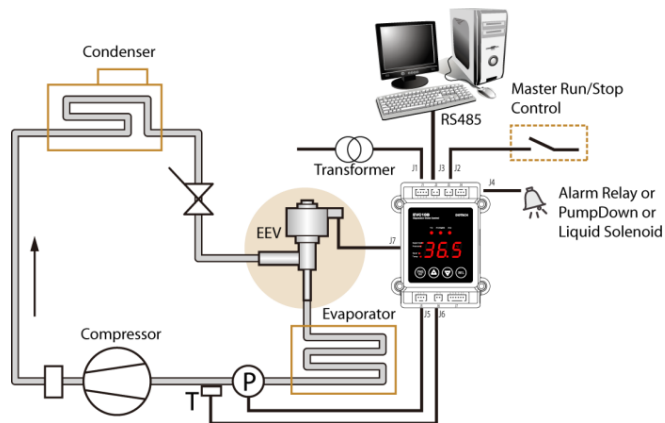 Condenser
RS485
Master Run/Stop
Control
Transformer
J1
J3
J2
J4
Alarm Relay or
PumpDown or
Liquid Solenoid
EEV
J7
36.5
Evaporator
J5
J6
Compressor
P
T